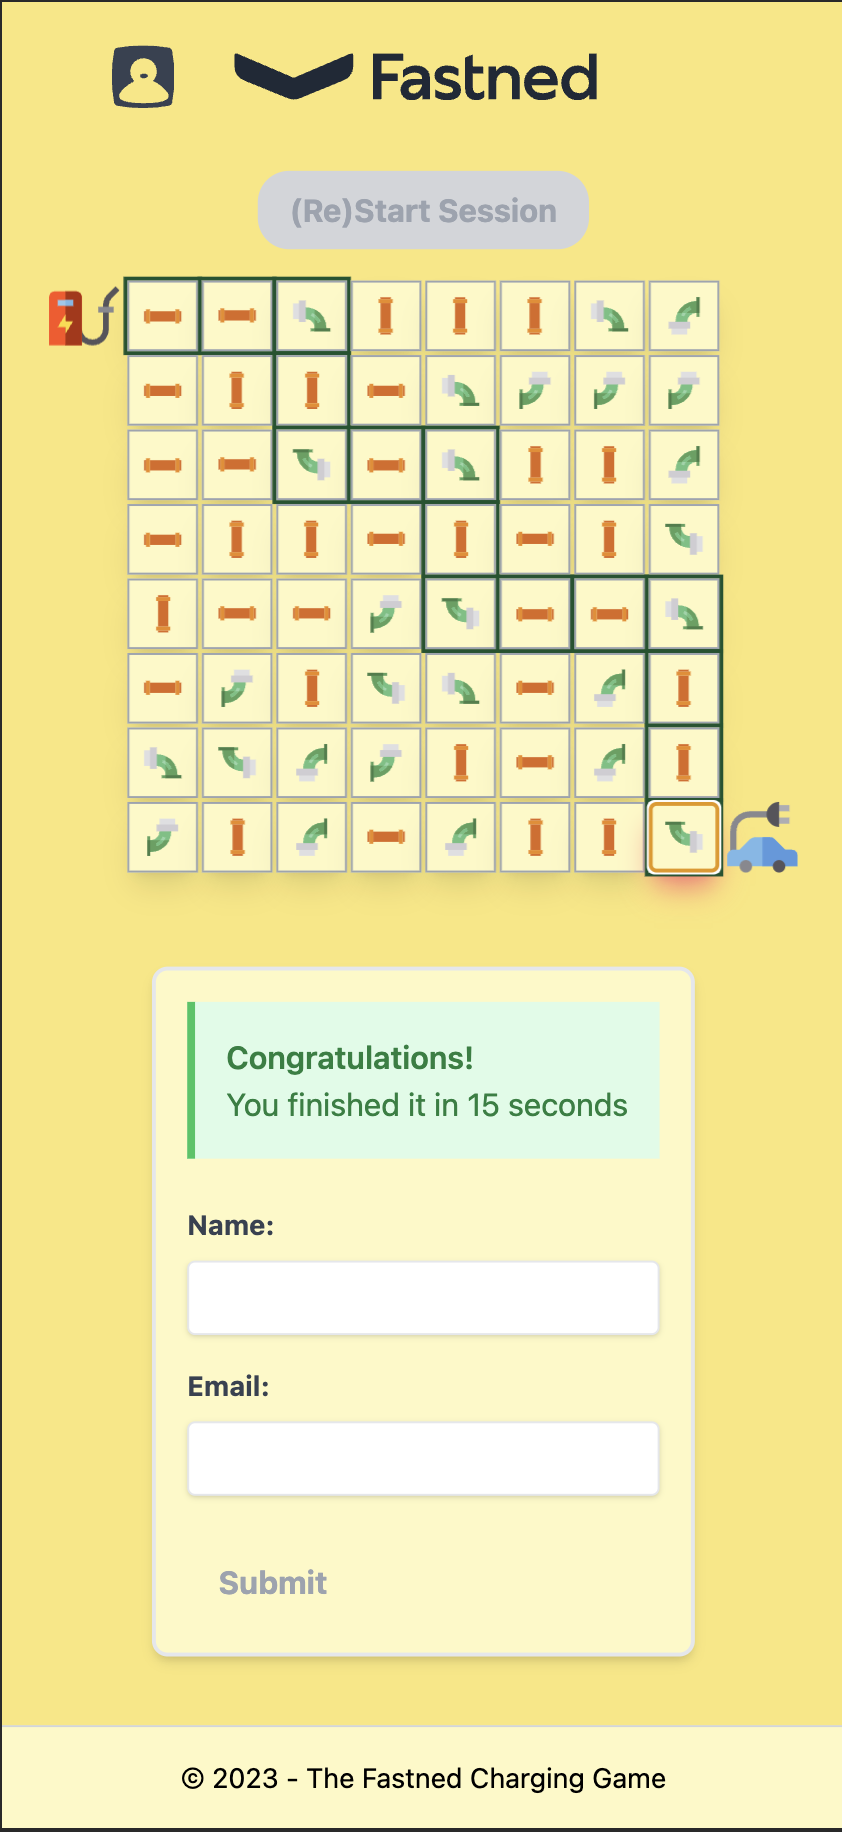 Fastned
(Re)Start Session
Congratulations!
You finished it in 15 seconds
Name:
Email:
Submit
© 2023 - The Fastned Charging Game